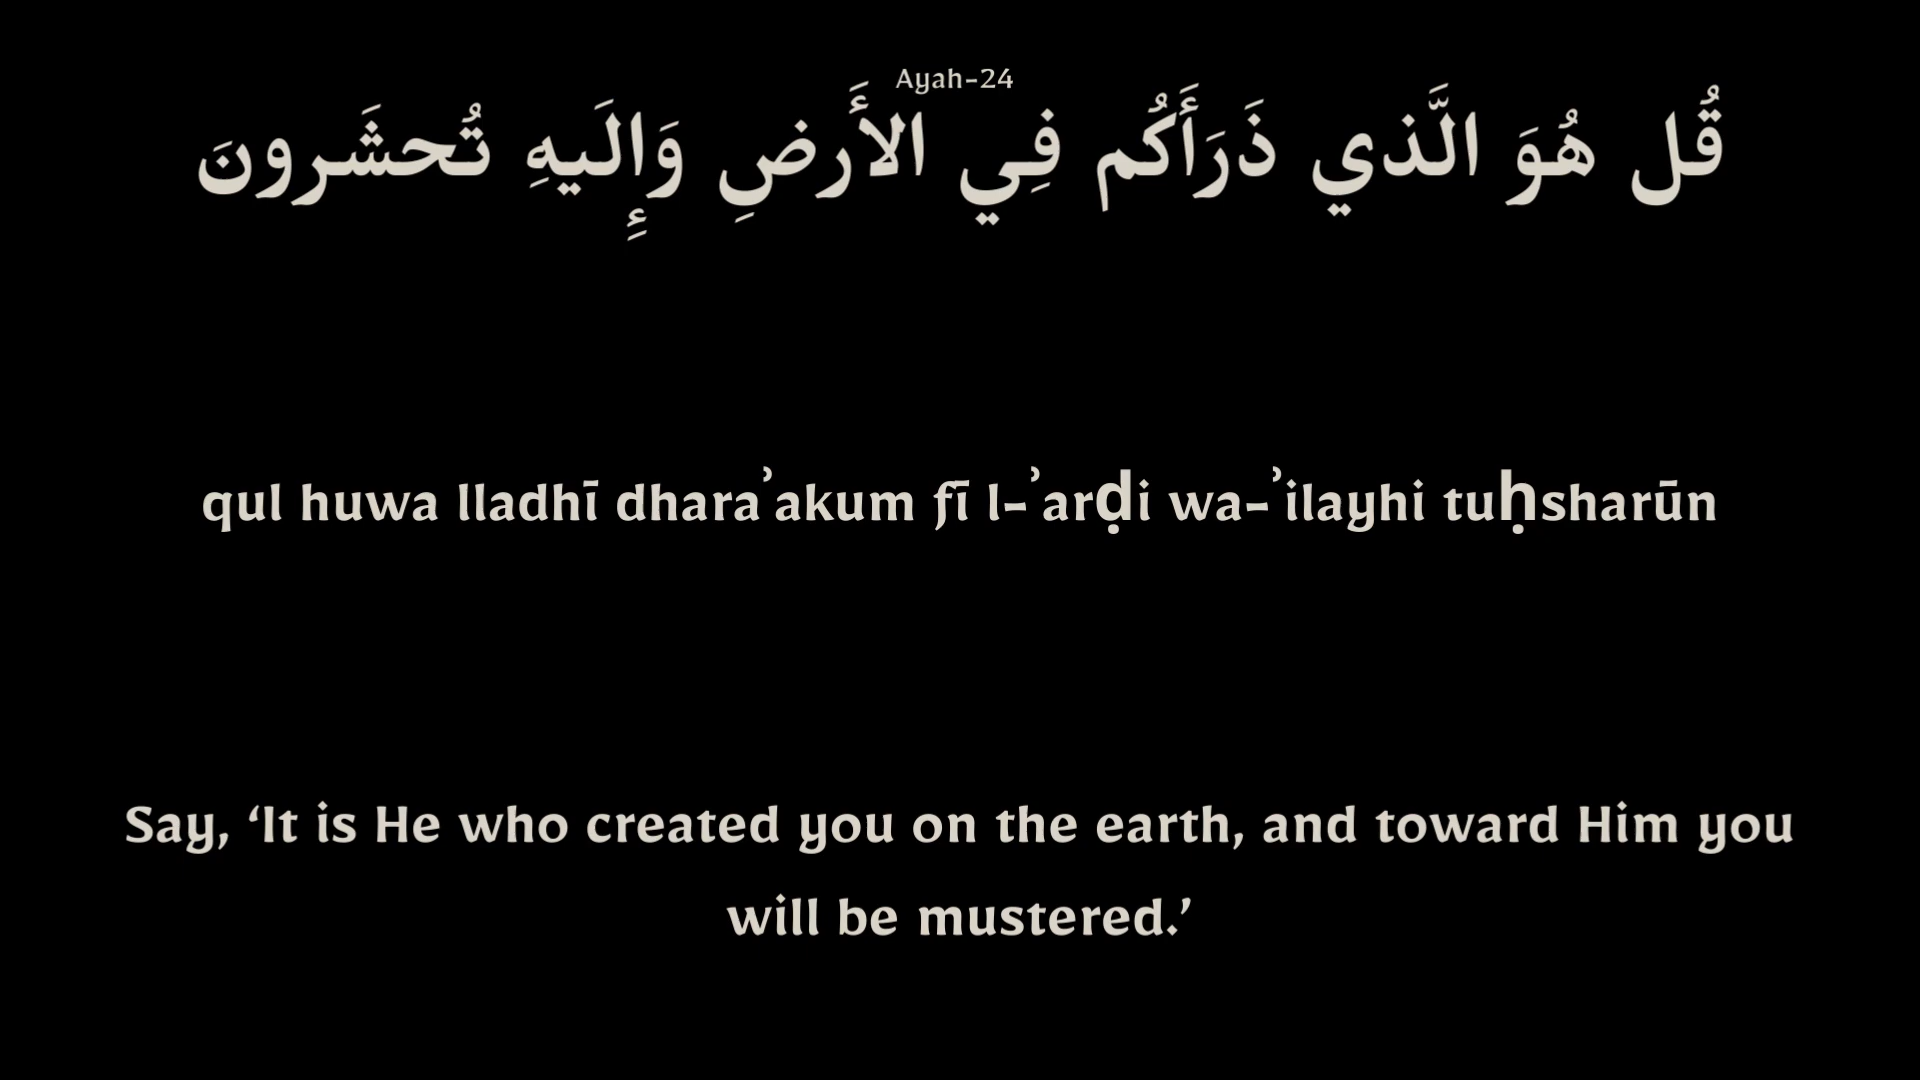 Ayah-24
قُل هُوَ الَّذي ذَرَأَكُم فِي الأَرضِ وَإِلَيهِ تُحشَرونَ
qul huwa lladhī dharaʾakum fī l-ʾarḍi wa-ʾilayhi tuḥsharūn
Say, ‘It is He who created you on the earth, and toward Him you
will be mustered.’